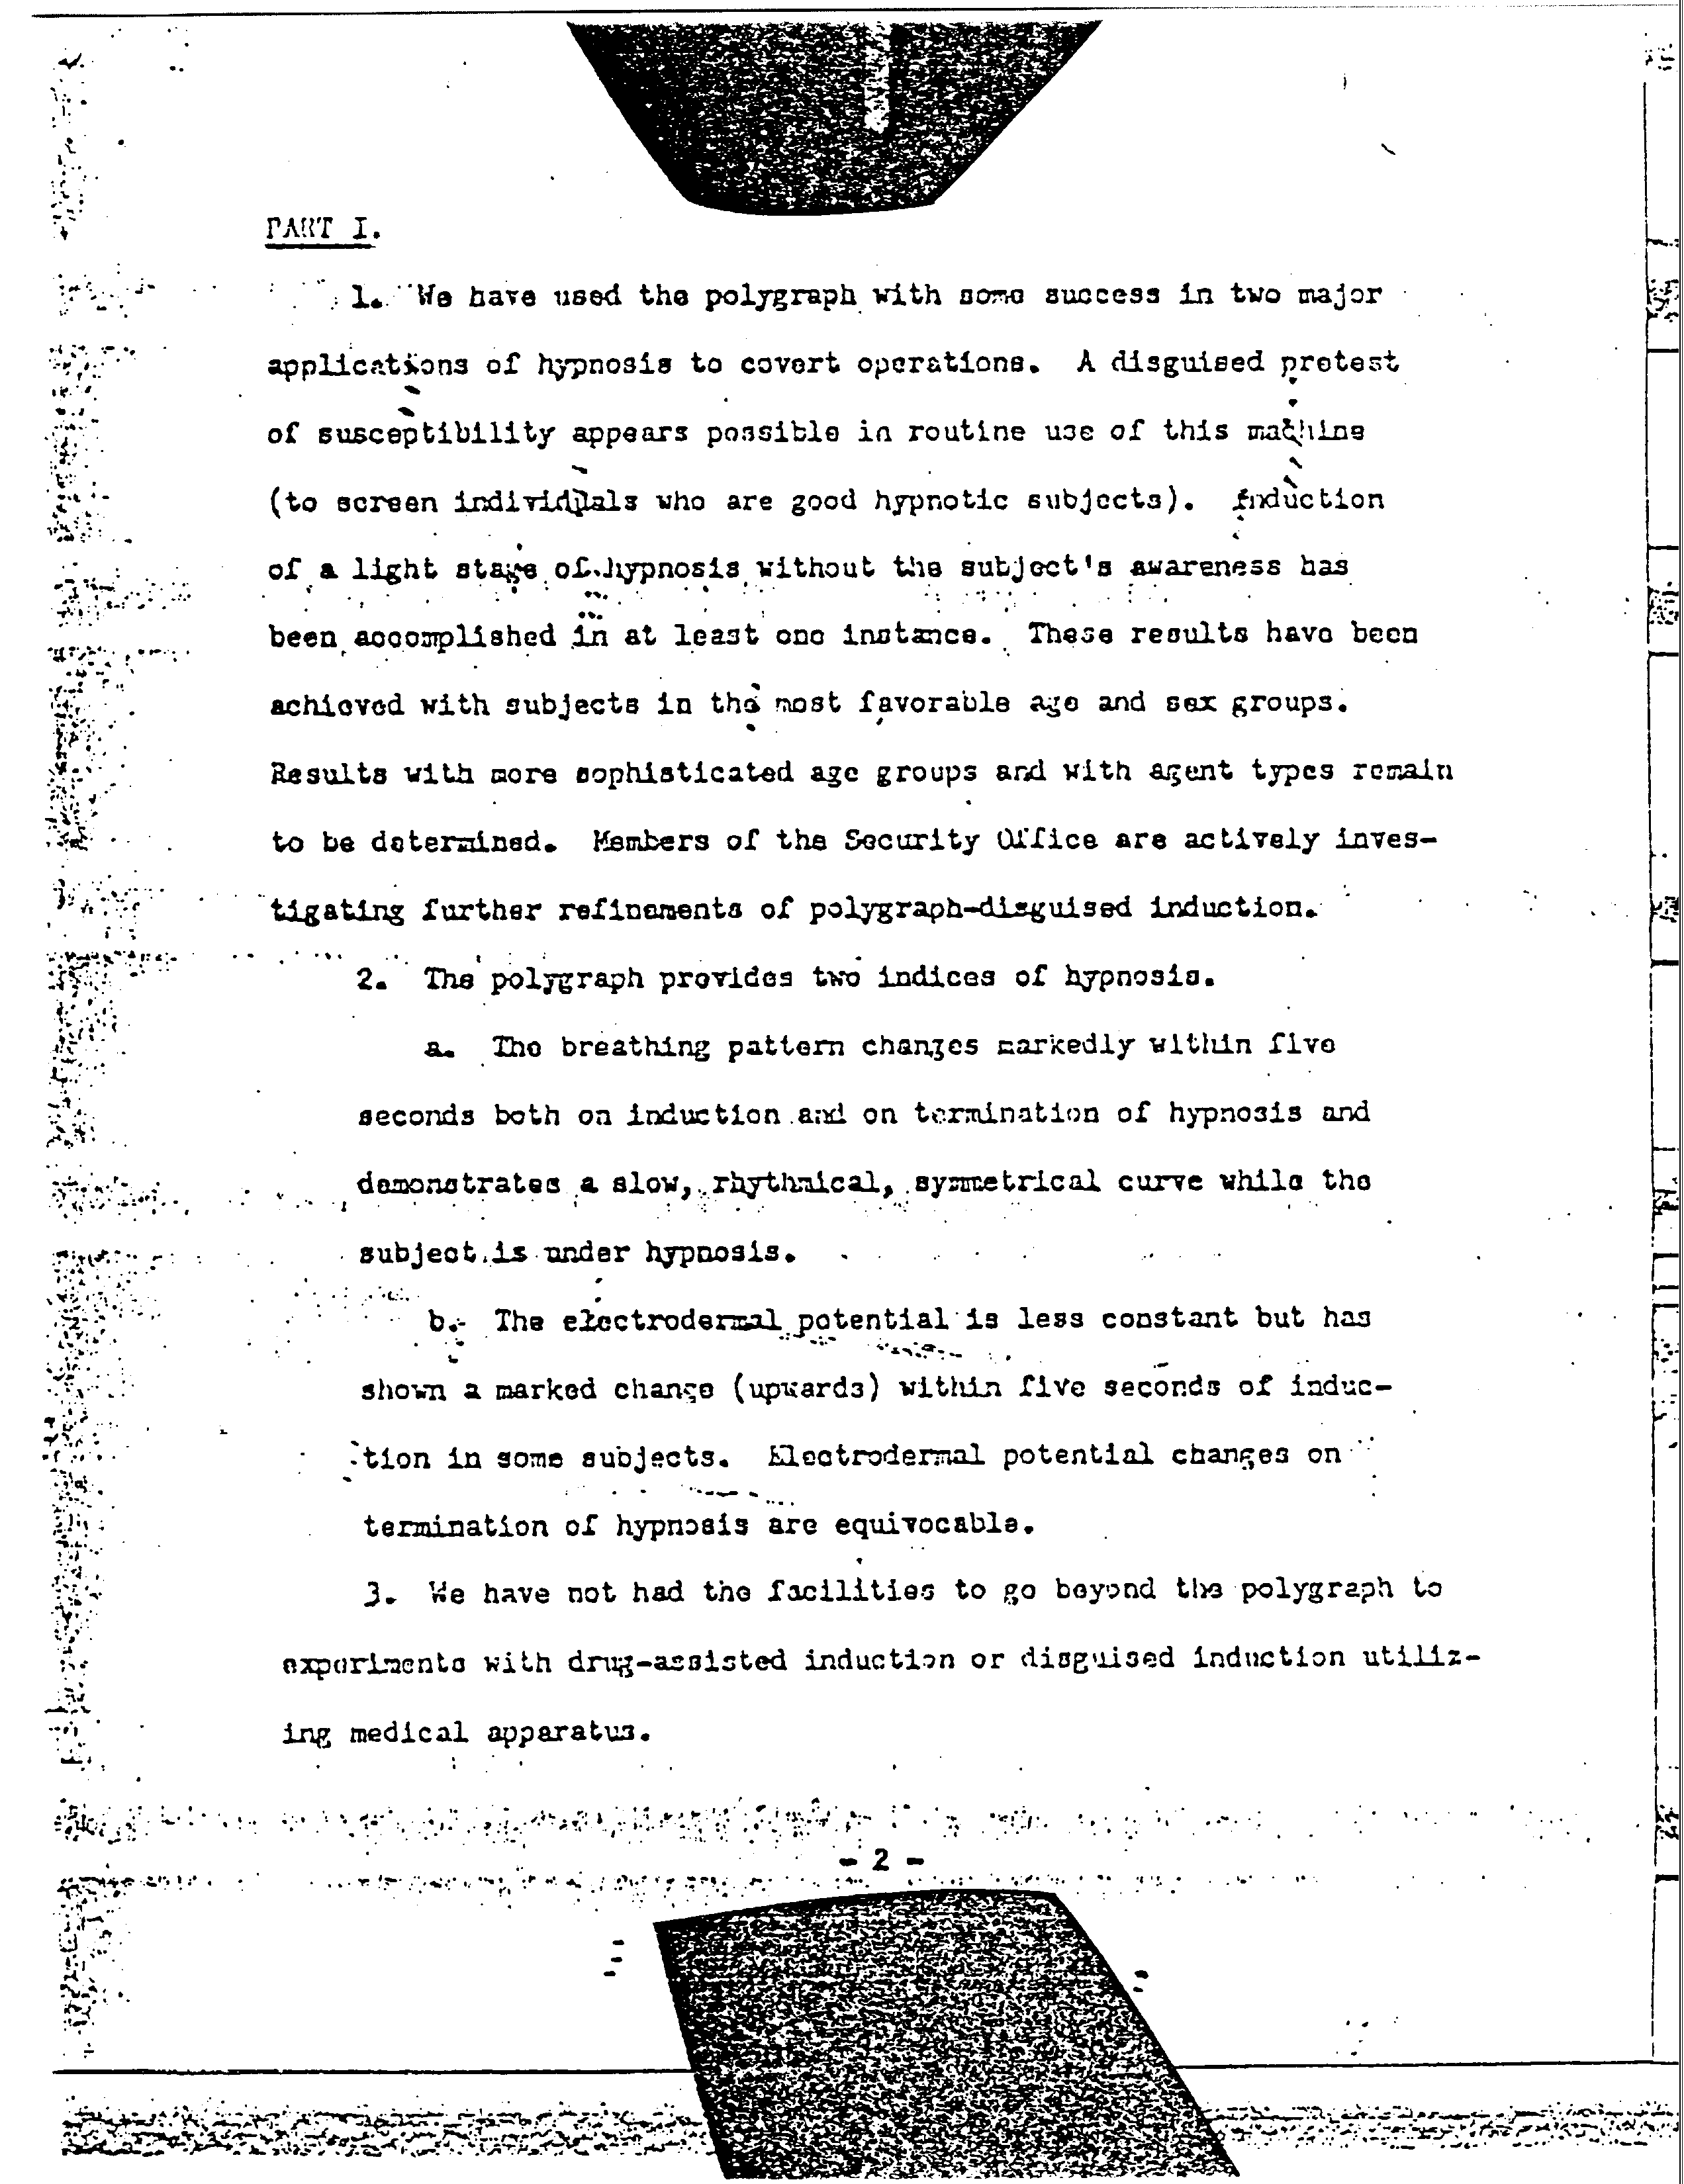 PART I.
1. We have used the polygraph with some success in two major
applications of hypnosis to covert operations. A disguised pretest
of susceptibility appears possible in routine use of this machine
(to screen individuals who are good hypnotic subjects). Induction
of a light stage of hypnosis without the subject's awareness has
been accomplished in at least one instance. These results have been
achieved with subjects in the most favorable age and sex groups.
Results with more sophisticated age groups and with agent types remain
to be determined. Members of the Security Office are actively inves-
tigating further refinements of polygraph-disguised induction.
2. The polygraph provides two indices of hypnosis.
a. The breathing pattern changes markedly within five
seconds both on induction and on termination of hypnosis and
demonstrates a slow, rhythmical, symmetrical curve while the
subject is under hypnosis.
b. The electrodermal potential is less constant but has
shown a marked change (upwards) within five seconds of induc-
tion in some subjects. Electrodermal potential changes on
termination of hypnosis are equivocable.
3. We have not had the facilities to go beyond the polygraph to
experiments with drug-assisted induction or disguised induction utiliz-
ing medical apparatus.
- 2 -